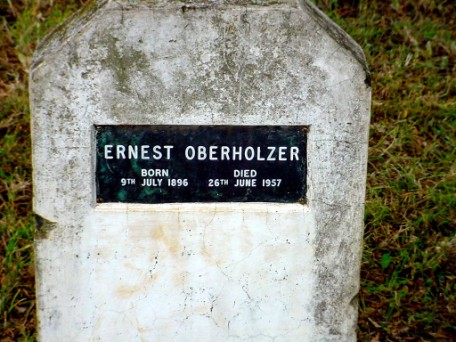 ERNEST OBERHOLZER
BORN DIED
9TH JULY 1896 26TH JUNE 1957